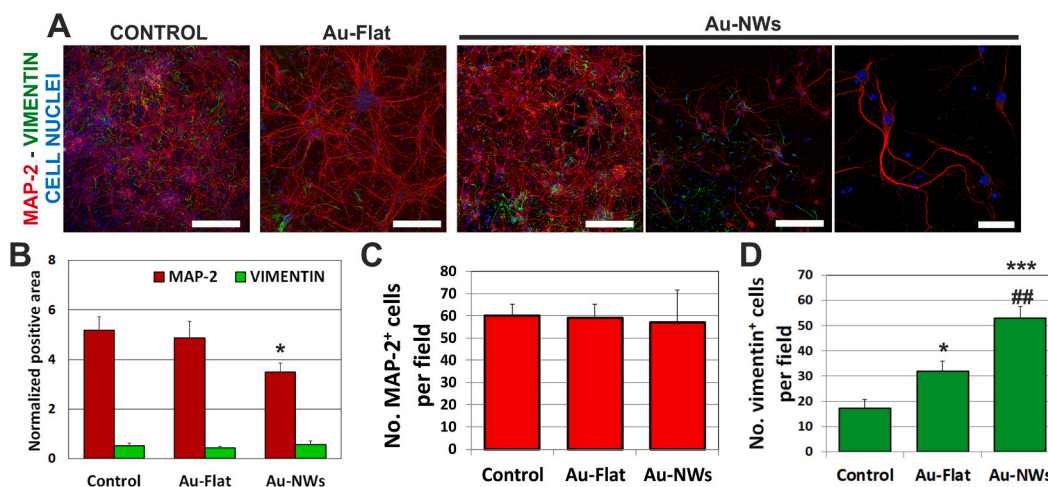 A
CONTROL
Au-Flat
Au-NWs
MAP-2 - VIMENTIN
CELL NUCLEI
B
Normalized positive area
8
6
4
2
0
MAP-2
VIMENTIN
*
Control
Au-Flat
Au-NWs
C
No. MAP-2+ cells
per field
80
70
60
50
40
30
20
10
0
Control
Au-Flat
Au-NWs
D
No. vimentin+ cells
per field
70
60
50
40
30
20
10
0
*
***
##
Control
Au-Flat
Au-NWs